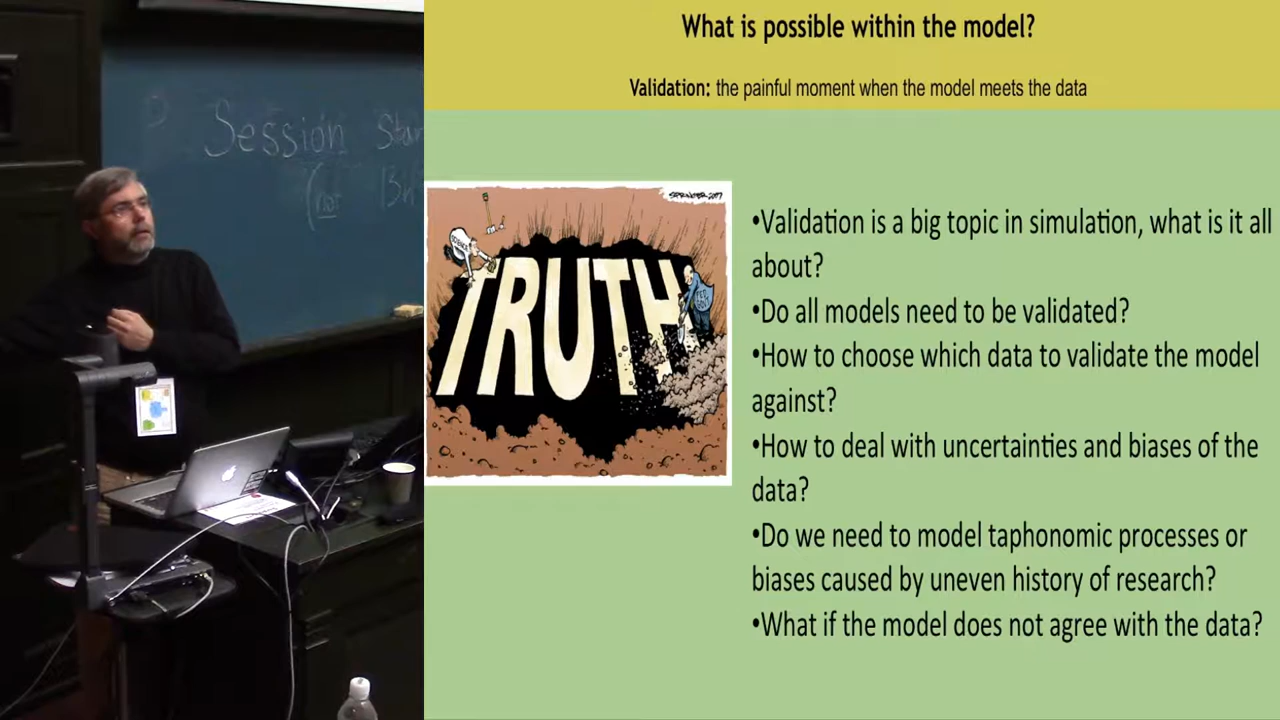 What is possible within the model?
Validation: the painful moment when the model meets the data
Session Star
(not 13h
TRUTH
SCIENCE
•Validation is a big topic in simulation, what is it all
about?
•Do all models need to be validated?
•How to choose which data to validate the model
against?
•How to deal with uncertainties and biases of the
data?
•Do we need to model taphonomic processes or
biases caused by uneven history of research?
•What if the model does not agree with the data?